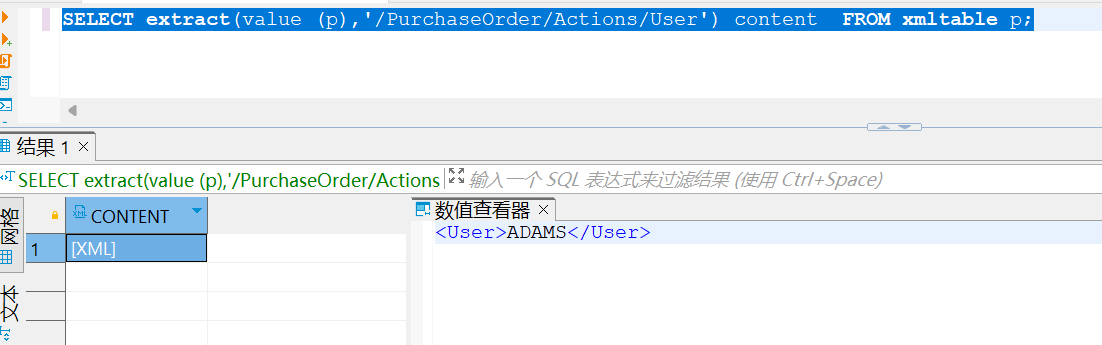 SELECT extract(value (p),'/PurchaseOrder/Actions/User') content  FROM xmltable p;
结果 1
SELECT extract(value (p),'/PurchaseOrder/Actions
输入一个 SQL 表达式来过滤结果 (使用 Ctrl+Space)
网格
文本
CONTENT
1 [XML]
数值查看器
<User>ADAMS</User>